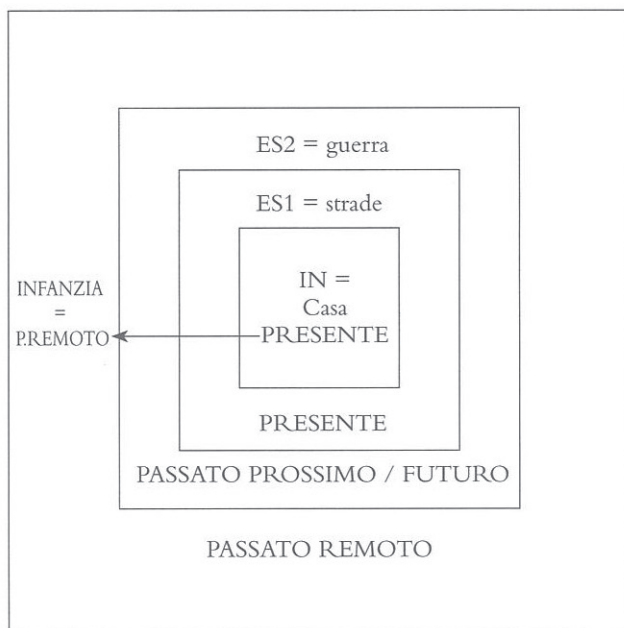 ES2 = guerra
ES1 = strade
IN =
Casa
PRESENTE
INFANZIA
=
P.REMOTO
PRESENTE
PASSATO PROSSIMO / FUTURO
PASSATO REMOTO